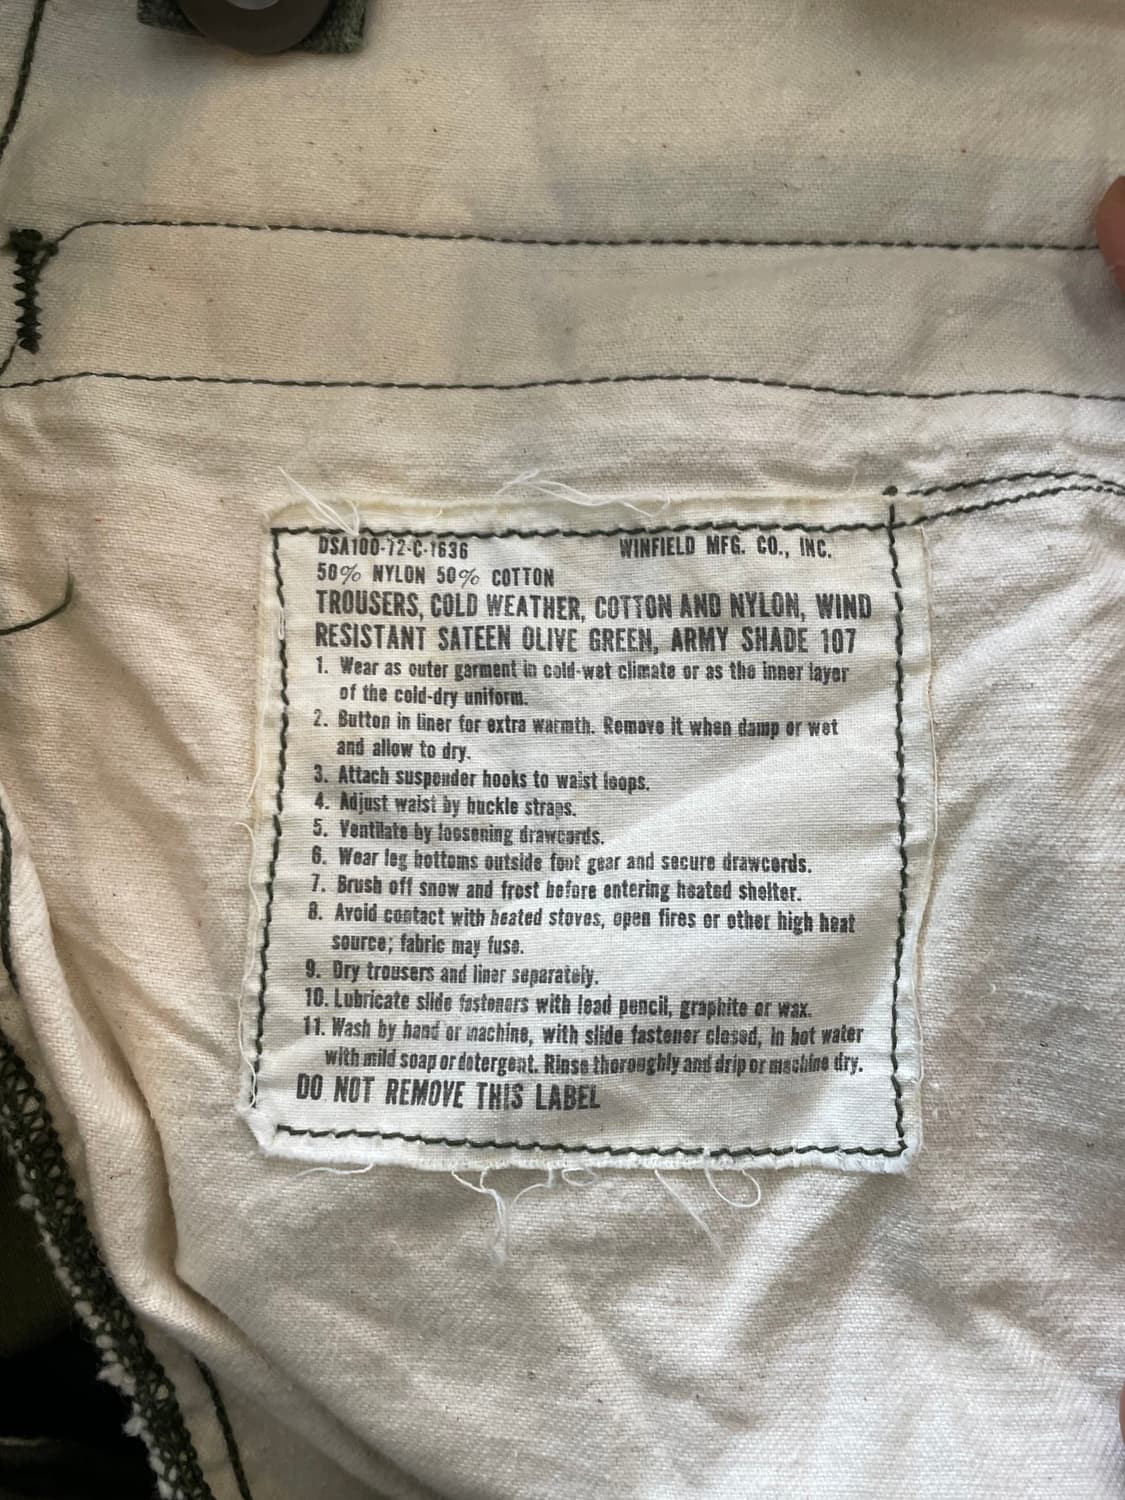 DSA100-72-C-1636 WINFIELD MFG. CO., INC.
50% NYLON 50% COTTON
TROUSERS, COLD WEATHER, COTTON AND NYLON, WIND
RESISTANT SATEEN OLIVE GREEN, ARMY SHADE 107
1. Wear as outer garment in cold-wet climate or as the inner layer
of the cold-dry uniform.
2. Button in liner for extra warmth. Remove it when damp or wet
and allow to dry.
3. Attach suspender hooks to waist loops.
4. Adjust waist by buckle straps.
5. Ventilate by loosening drawcords.
6. Wear leg bottoms outside foot gear and secure drawcords.
7. Brush off snow and frost before entering heated shelter.
8. Avoid contact with heated stoves, open fires or other high heat
source; fabric may fuse.
9. Dry trousers and liner separately.
10. Lubricate slide fasteners with lead pencil, graphite or wax.
11. Wash by hand or machine, with slide fastener closed, in hot water
with mild soap or detergent. Rinse thoroughly and drip or machine dry.
DO NOT REMOVE THIS LABEL